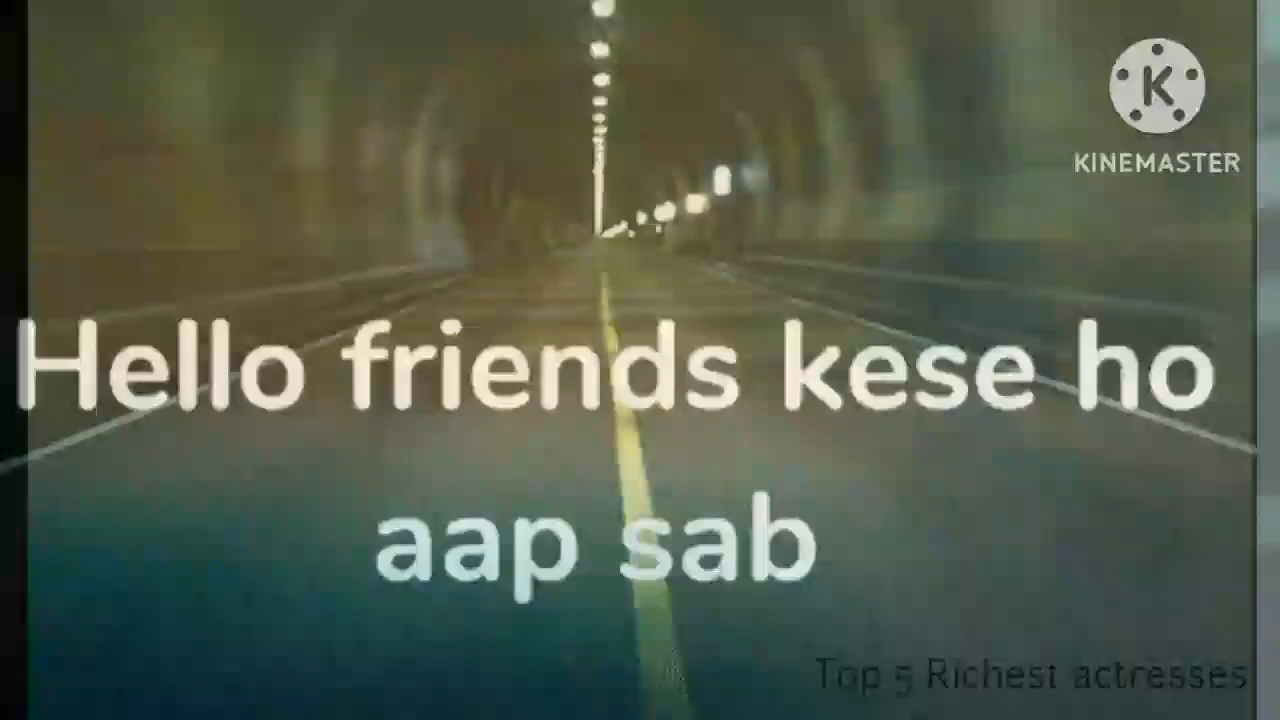 K
KINEMASTER
Hello friends kese ho
aap sab
Top 5 Richest actresses